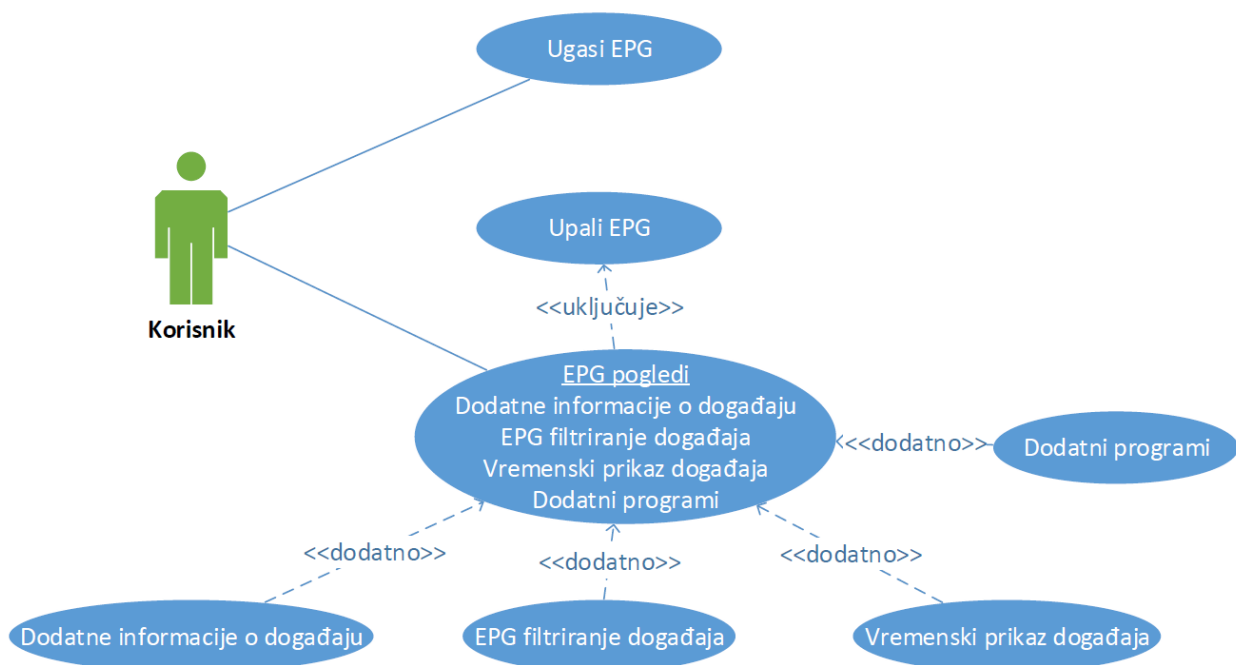 Ugasi EPG
Upali EPG
<<uključuje>>
Korisnik
EPG pogledi
Dodatne informacije o događaju
EPG filtriranje događaja
Vremenski prikaz događaja
Dodatni programi
<<dodatno>>
Dodatni programi
<<dodatno>>
<<dodatno>>
<<dodatno>>
Dodatne informacije o događaju
EPG filtriranje događaja
Vremenski prikaz događaja